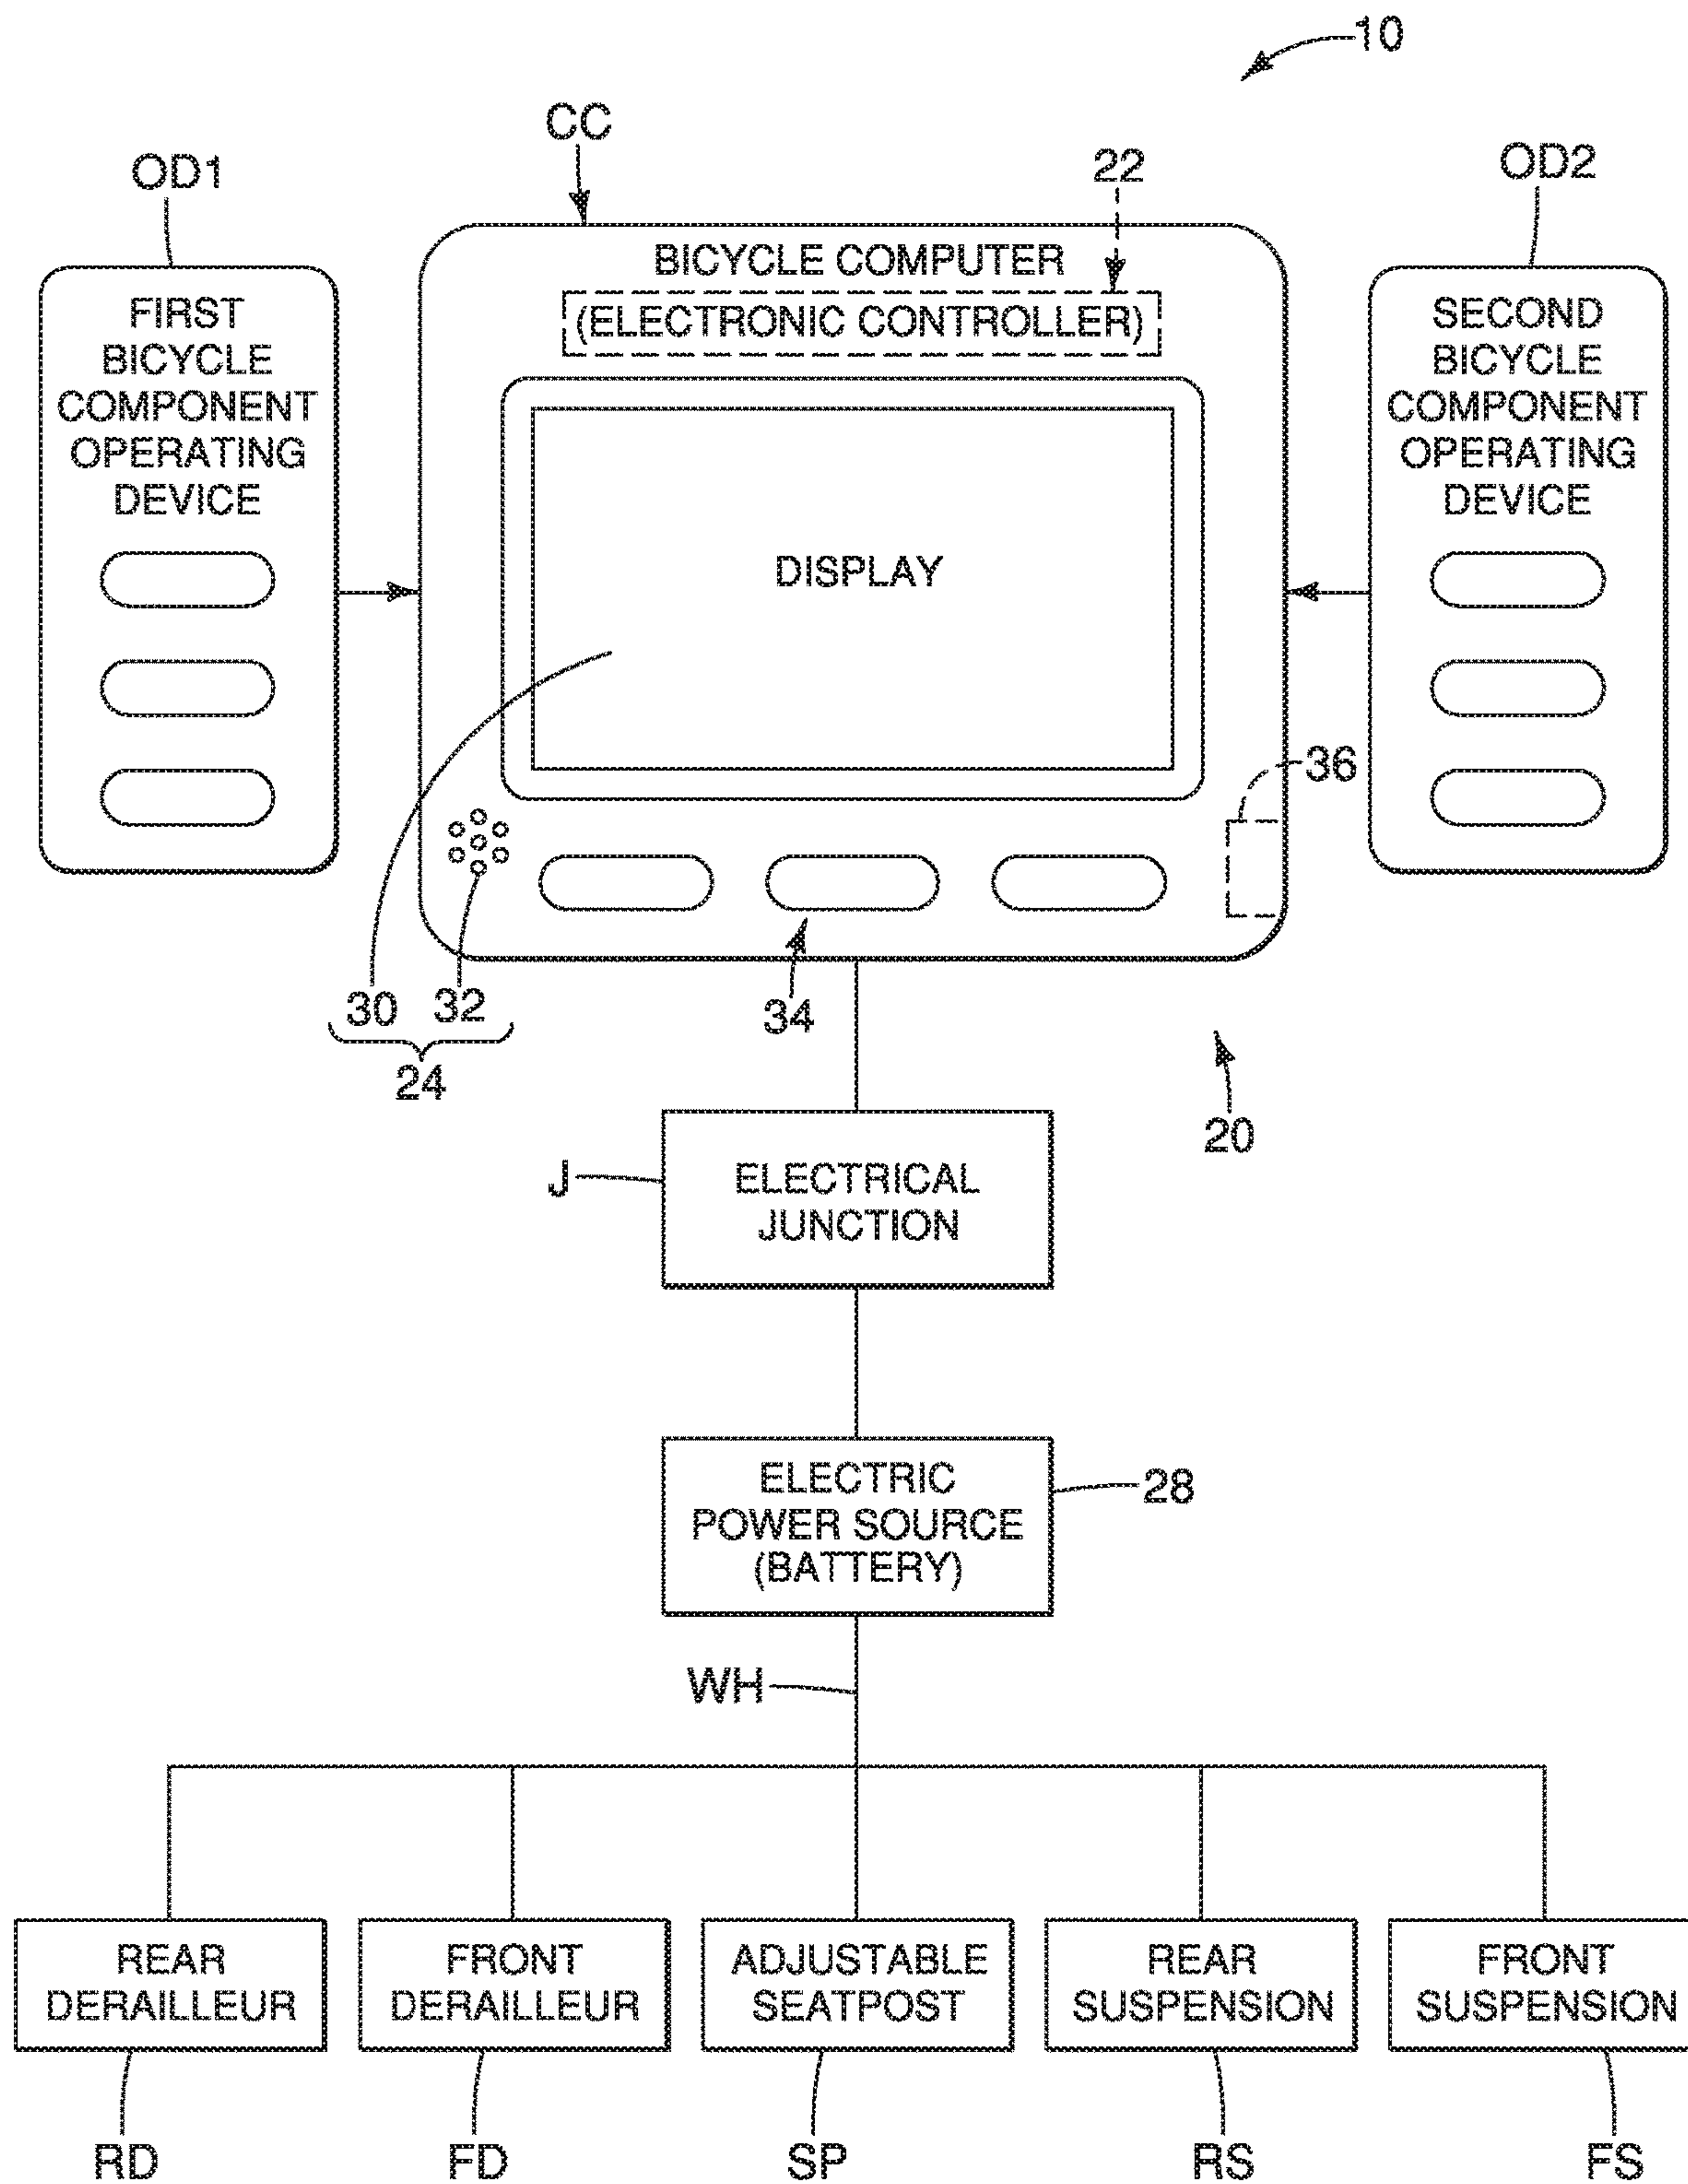 10
CC
22
OD1
OD2
FIRST
BICYCLE
COMPONENT
OPERATING
DEVICE
BICYCLE COMPUTER
(ELECTRONIC CONTROLLER)
DISPLAY
SECOND
BICYCLE
COMPONENT
OPERATING
DEVICE
36
30
32
34
24
20
J
ELECTRICAL
JUNCTION
ELECTRIC
POWER SOURCE
(BATTERY)
28
WH
REAR
DERAILLEUR
FRONT
DERAILLEUR
ADJUSTABLE
SEATPOST
REAR
SUSPENSION
FRONT
SUSPENSION
RD
FD
SP
RS
FS